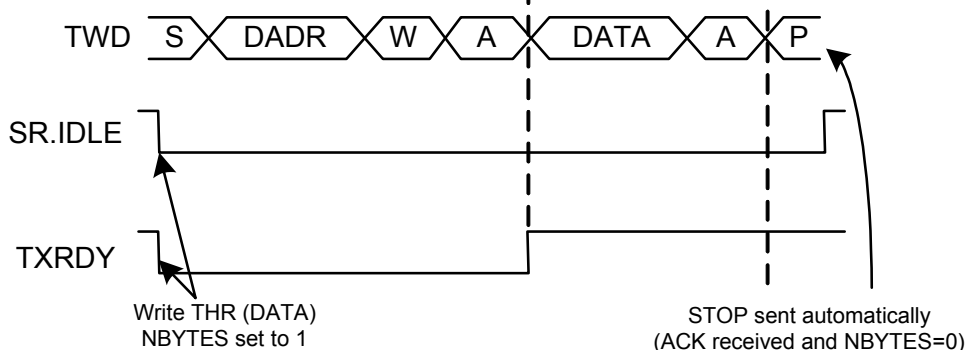 TWD S DADR W A DATA A P
SR.IDLE
TXRDY
Write THR (DATA)
NBYTES set to 1
STOP sent automatically
(ACK received and NBYTES=0)